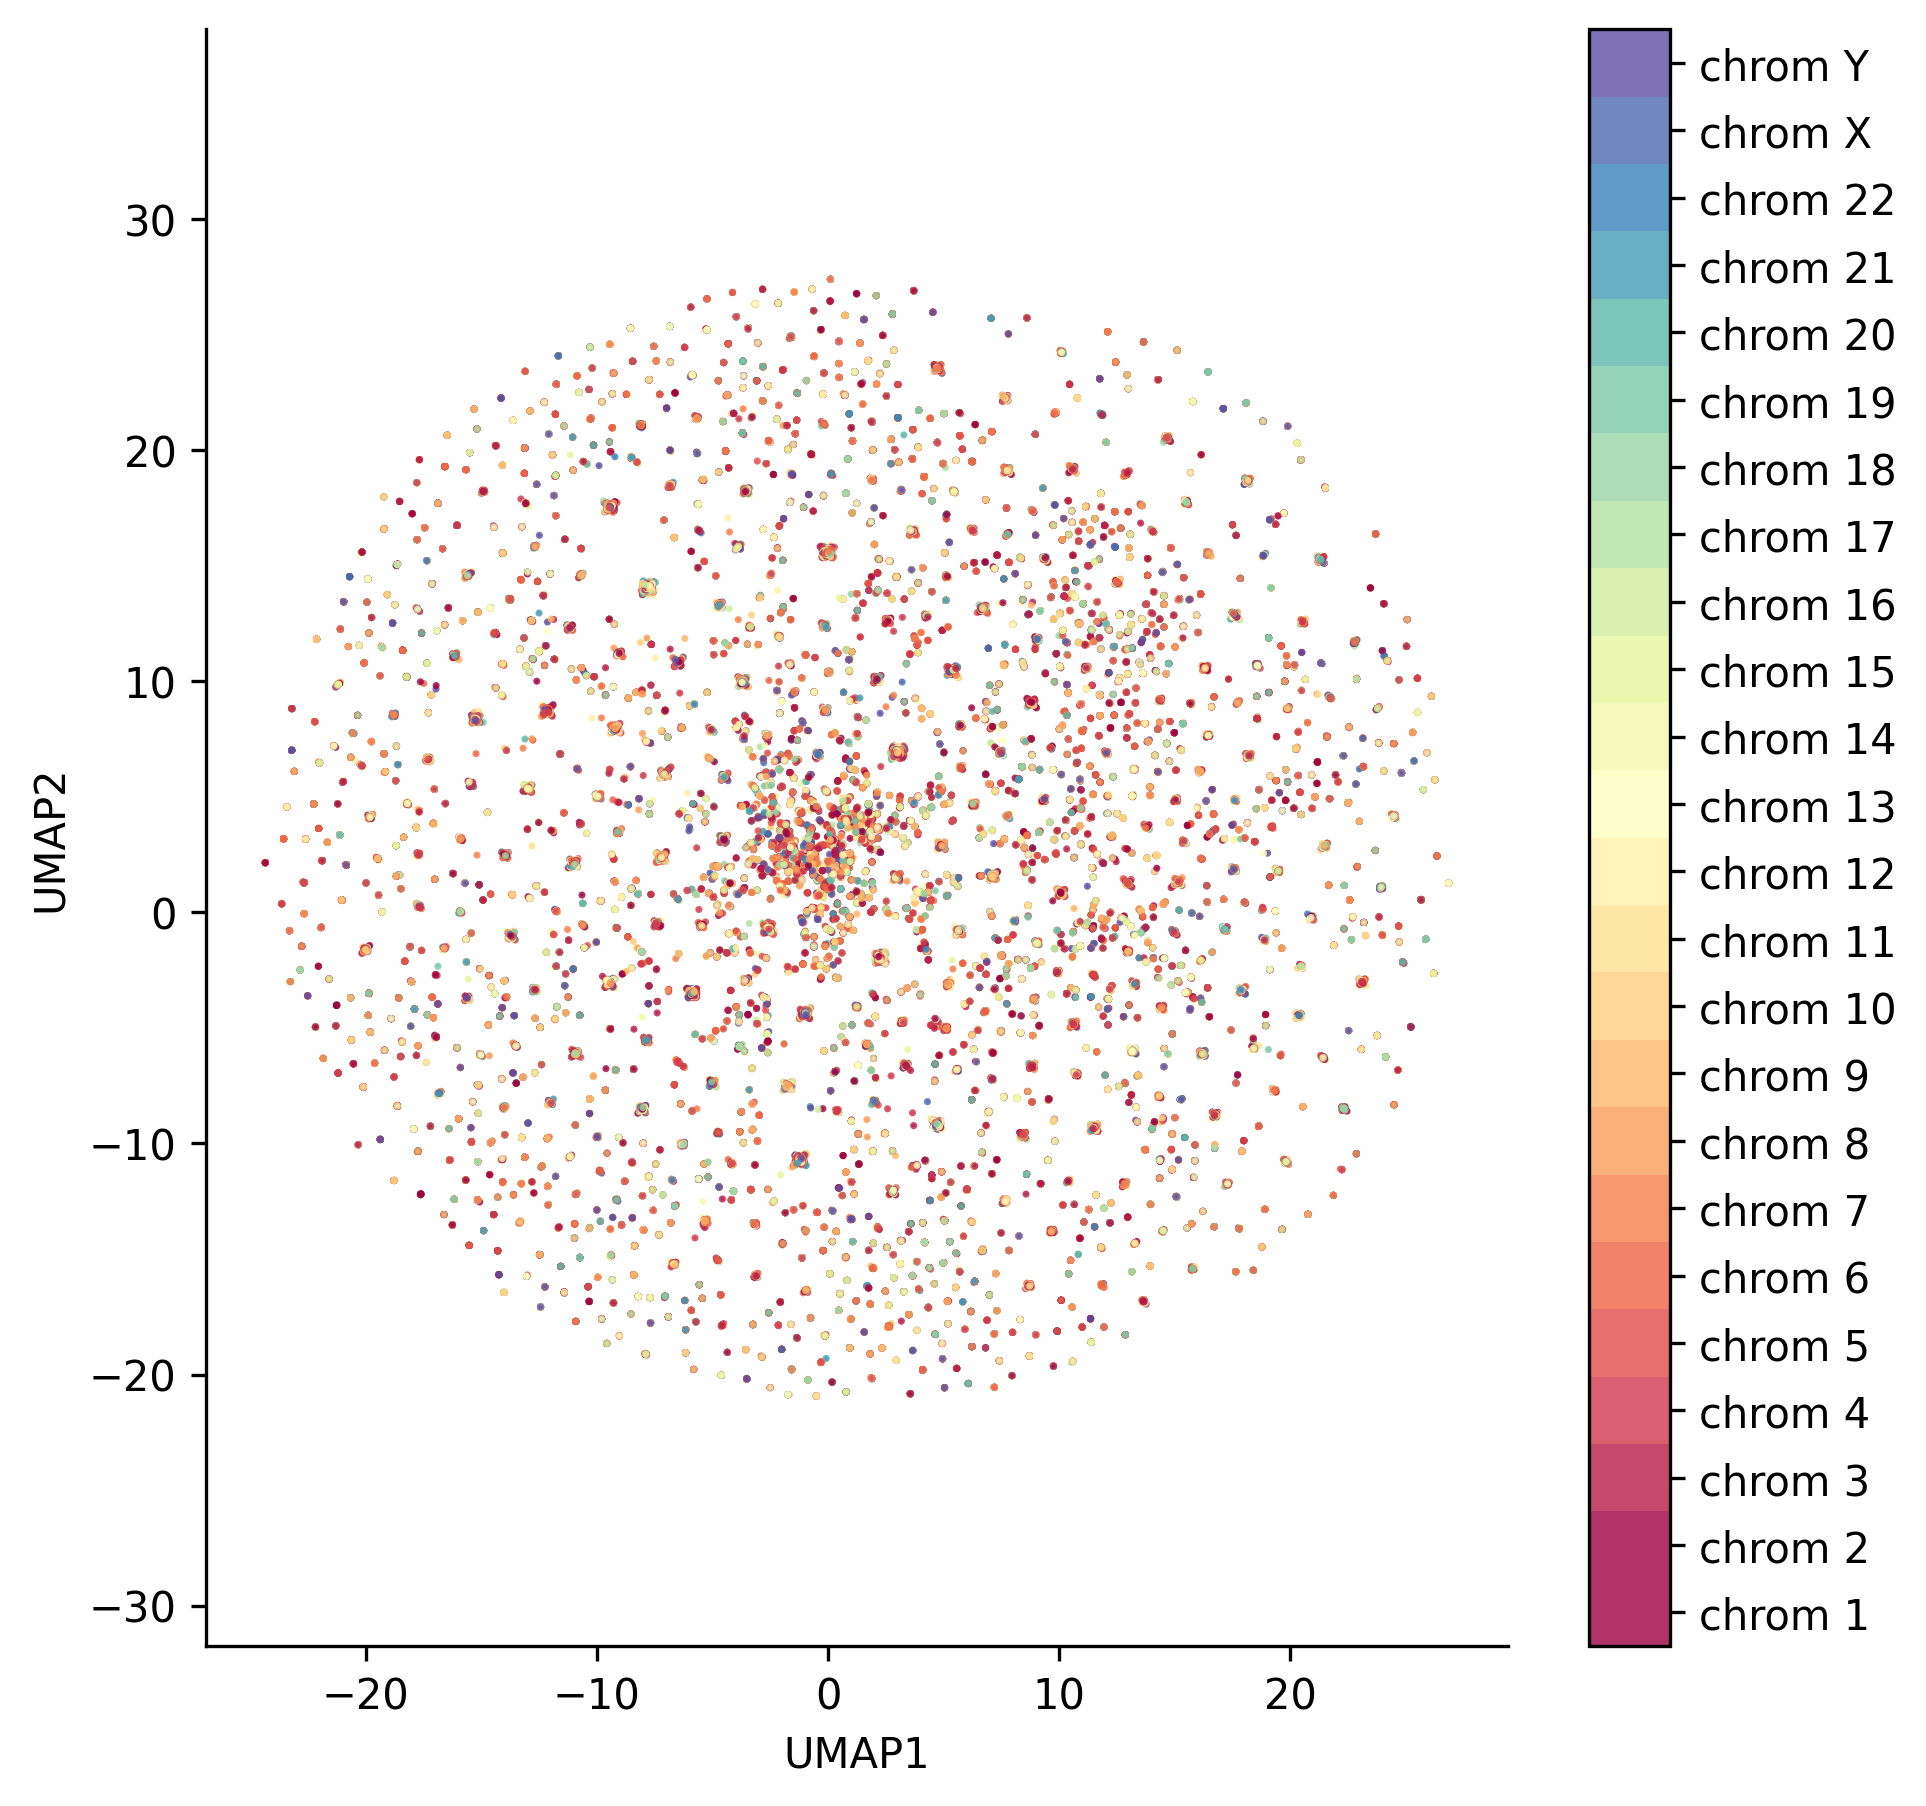 30
20
10
0
−10
−20
−30
UMAP2
−20
−10
0
10
20
UMAP1
chrom Y
chrom X
chrom 22
chrom 21
chrom 20
chrom 19
chrom 18
chrom 17
chrom 16
chrom 15
chrom 14
chrom 13
chrom 12
chrom 11
chrom 10
chrom 9
chrom 8
chrom 7
chrom 6
chrom 5
chrom 4
chrom 3
chrom 2
chrom 1